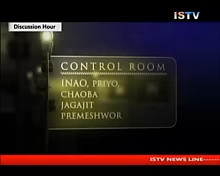 ISTV
Discussion Hour
CONTROL ROOM
INAO, PRIYO,
CHAOBA
JAGAJIT
PREMESHWOR
ISTV NEWS LINE